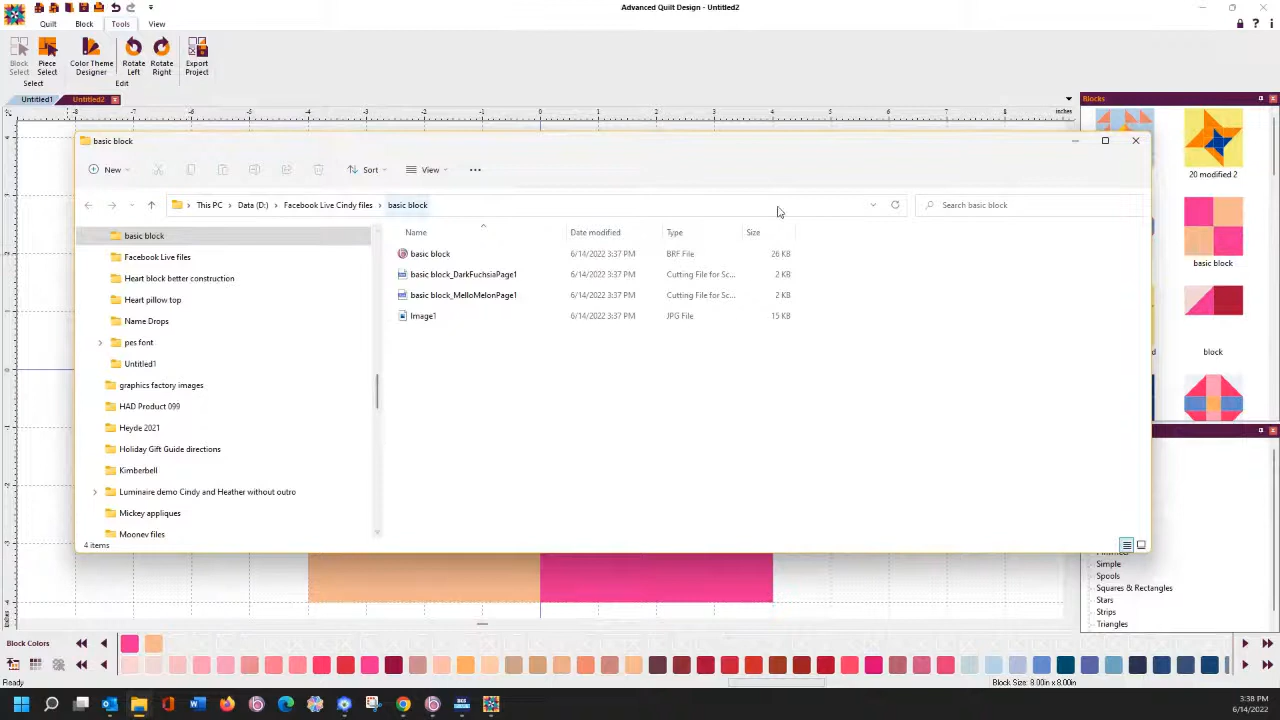 Advanced Quilt Design - Untitled2
Quilt Block Tools View
Block Select
Piece Select
Color Theme Designer
Rotate Left
Rotate Right
Export Project
Select
Edit
Untitled1 Untitled2
inches
Blocks
20 modified 2
basic block
block
basic block
New Sort View
This PC > Data (D:) > Facebook Live Cindy files > basic block
Search basic block
Name Date modified Type Size
basic block 6/14/2022 3:37 PM BRF File 26 KB
basic block_DarkFuchsiaPage1 6/14/2022 3:37 PM Cutting File for Sc... 2 KB
basic block_MelloMelonPage1 6/14/2022 3:37 PM Cutting File for Sc... 2 KB
Image1 6/14/2022 3:37 PM JPG File 15 KB
basic block
Facebook Live files
Heart block better construction
Heart pillow top
Name Drops
pes font
Untitled1
graphics factory images
HAD Product 099
Heyde 2021
Holiday Gift Guide directions
Kimberbell
Luminaire demo Cindy and Heather without outro
Mickey appliques
Mooney files
4 items
Simple
Spools
Squares & Rectangles
Stars
Strips
Triangles
Block Colors
Ready
Block Size: 8.00in x 8.00in
3:38 PM
6/14/2022